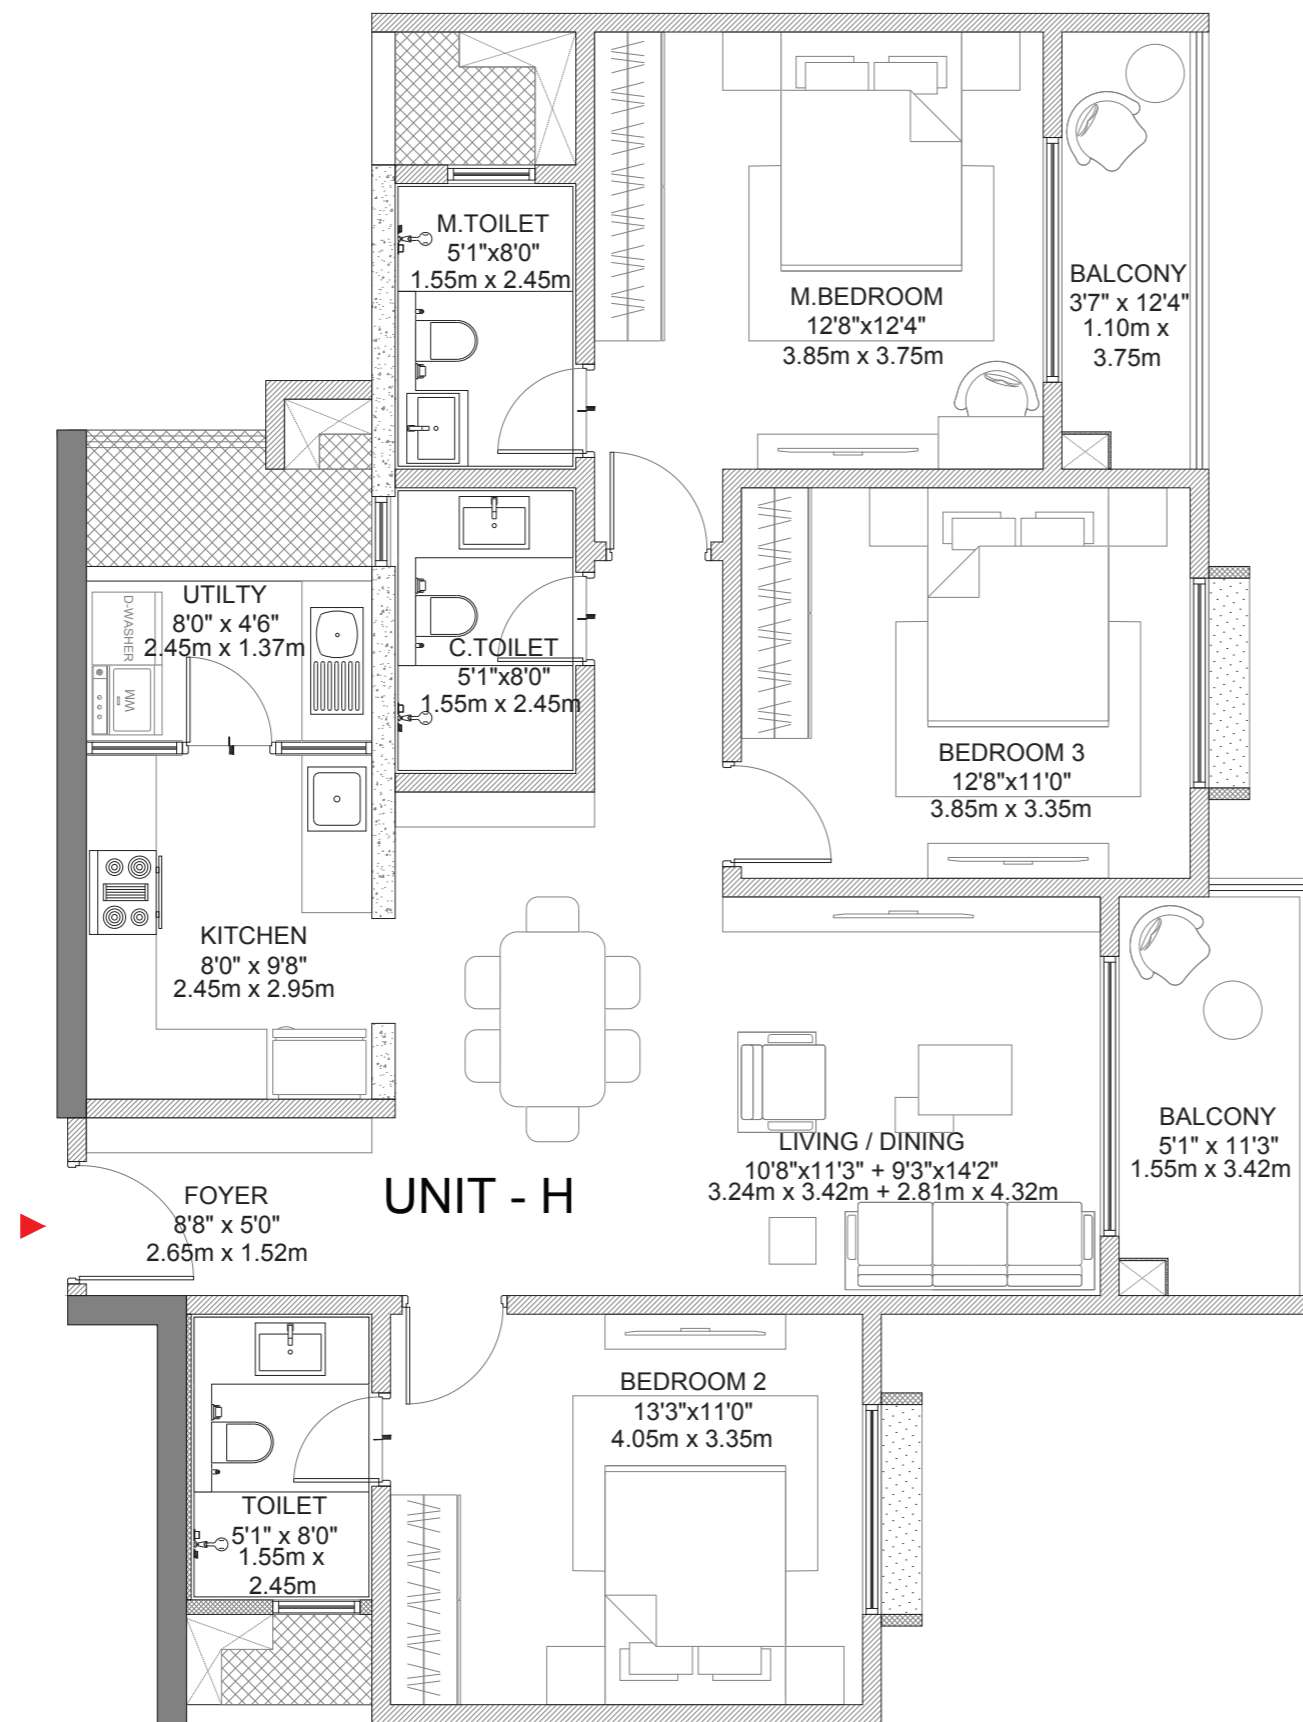 M.TOILET
5'1"x8'0"
1.55m x 2.45m
M.BEDROOM
12'8"x12'4"
3.85m x 3.75m
BALCONY
3'7" x 12'4"
1.10m x
3.75m
UTILTY
8'0" x 4'6"
2.45m x 1.37m
D-WASHER
WM
C.TOILET
5'1"x8'0"
1.55m x 2.45m
BEDROOM 3
12'8"x11'0"
3.85m x 3.35m
KITCHEN
8'0" x 9'8"
2.45m x 2.95m
LIVING / DINING
10'8"x11'3" + 9'3"x14'2"
3.24m x 3.42m + 2.81m x 4.32m
BALCONY
5'1" x 11'3"
1.55m x 3.42m
FOYER
8'8" x 5'0"
2.65m x 1.52m
UNIT - H
BEDROOM 2
13'3"x11'0"
4.05m x 3.35m
TOILET
5'1" x 8'0"
1.55m x
2.45m